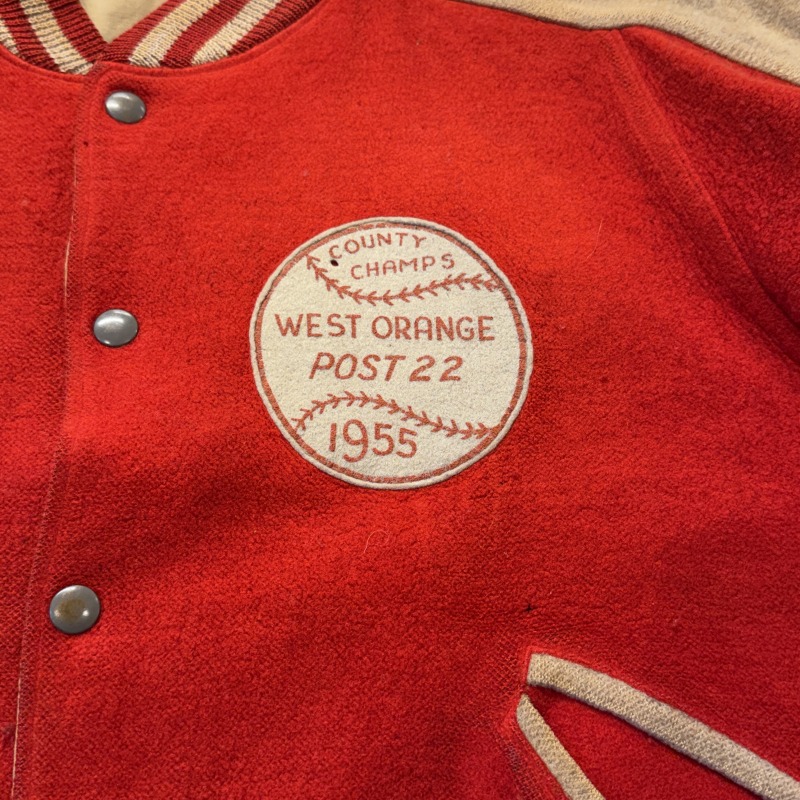 COUNTY
CHAMPS
WEST ORANGE
POST 22
1955